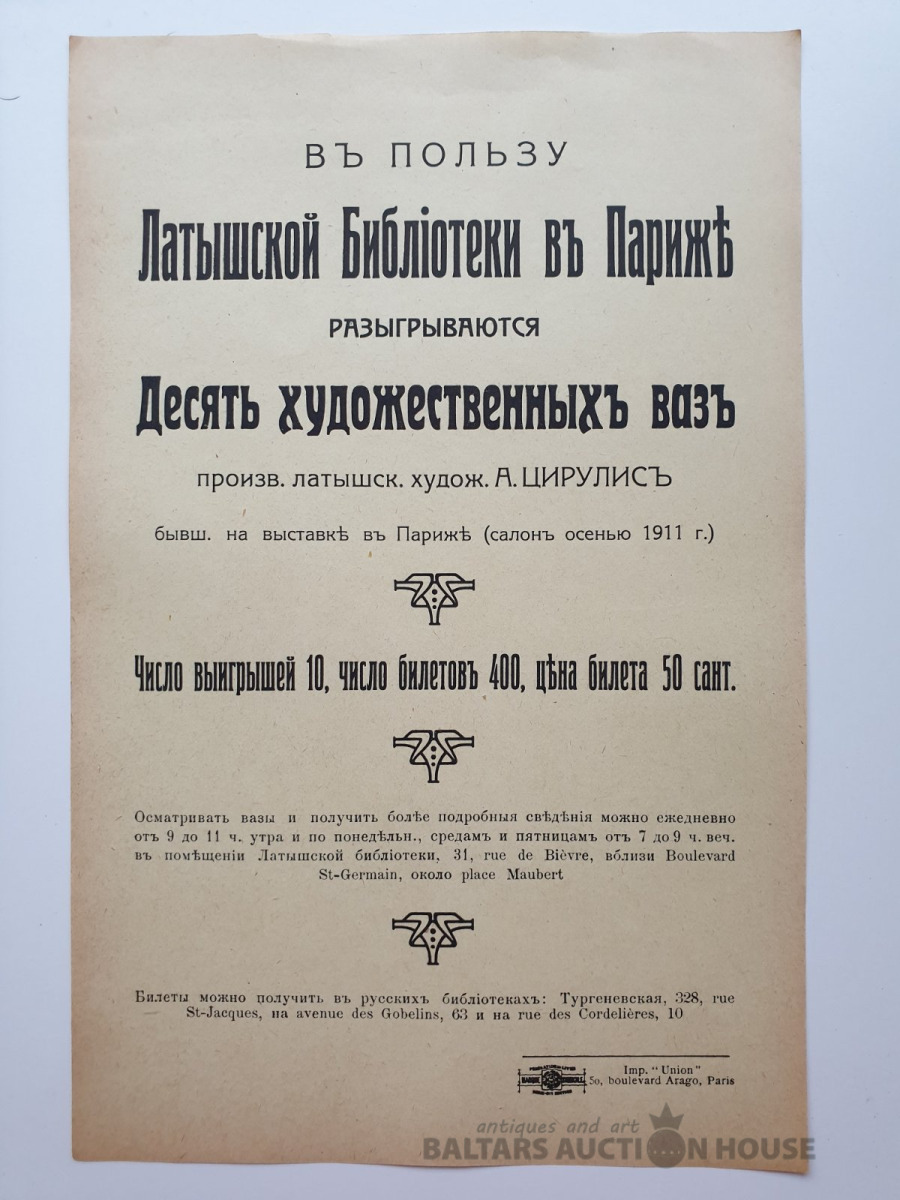 ВЪ ПОЛЬЗУ
Латышской Библіотеки въ Парижѣ
РАЗЫГРЫВАЮТСЯ
Десять художественныхъ вазъ
произв. латышск. худож. А. ЦИРУЛИСЪ
бывш. на выставкѣ въ Парижѣ (салонъ осенью 1911 г.)
Число выигрышей 10, число билетовъ 400, цѣна билета 50 сант.
Осматривать вазы и получить болѣе подробныя свѣдѣнія можно ежедневно
отъ 9 до 11 ч. утра и по понедѣльн., средамъ и пятницамъ отъ 7 до 9 ч. веч.
въ помѣщеніи Латышской библіотеки, 31, rue de Bièvre, вблизи Boulevard
St-Germain, около place Maubert
Билеты можно получить въ русскихъ библіотекахъ: Тургеневская, 328, rue
St-Jacques, на avenue des Gobelins, 63 и на rue des Cordelières, 10
Imp. "Union"
50, boulevard Arago, Paris
antiques and art
BALTARS AUCTION HOUSE